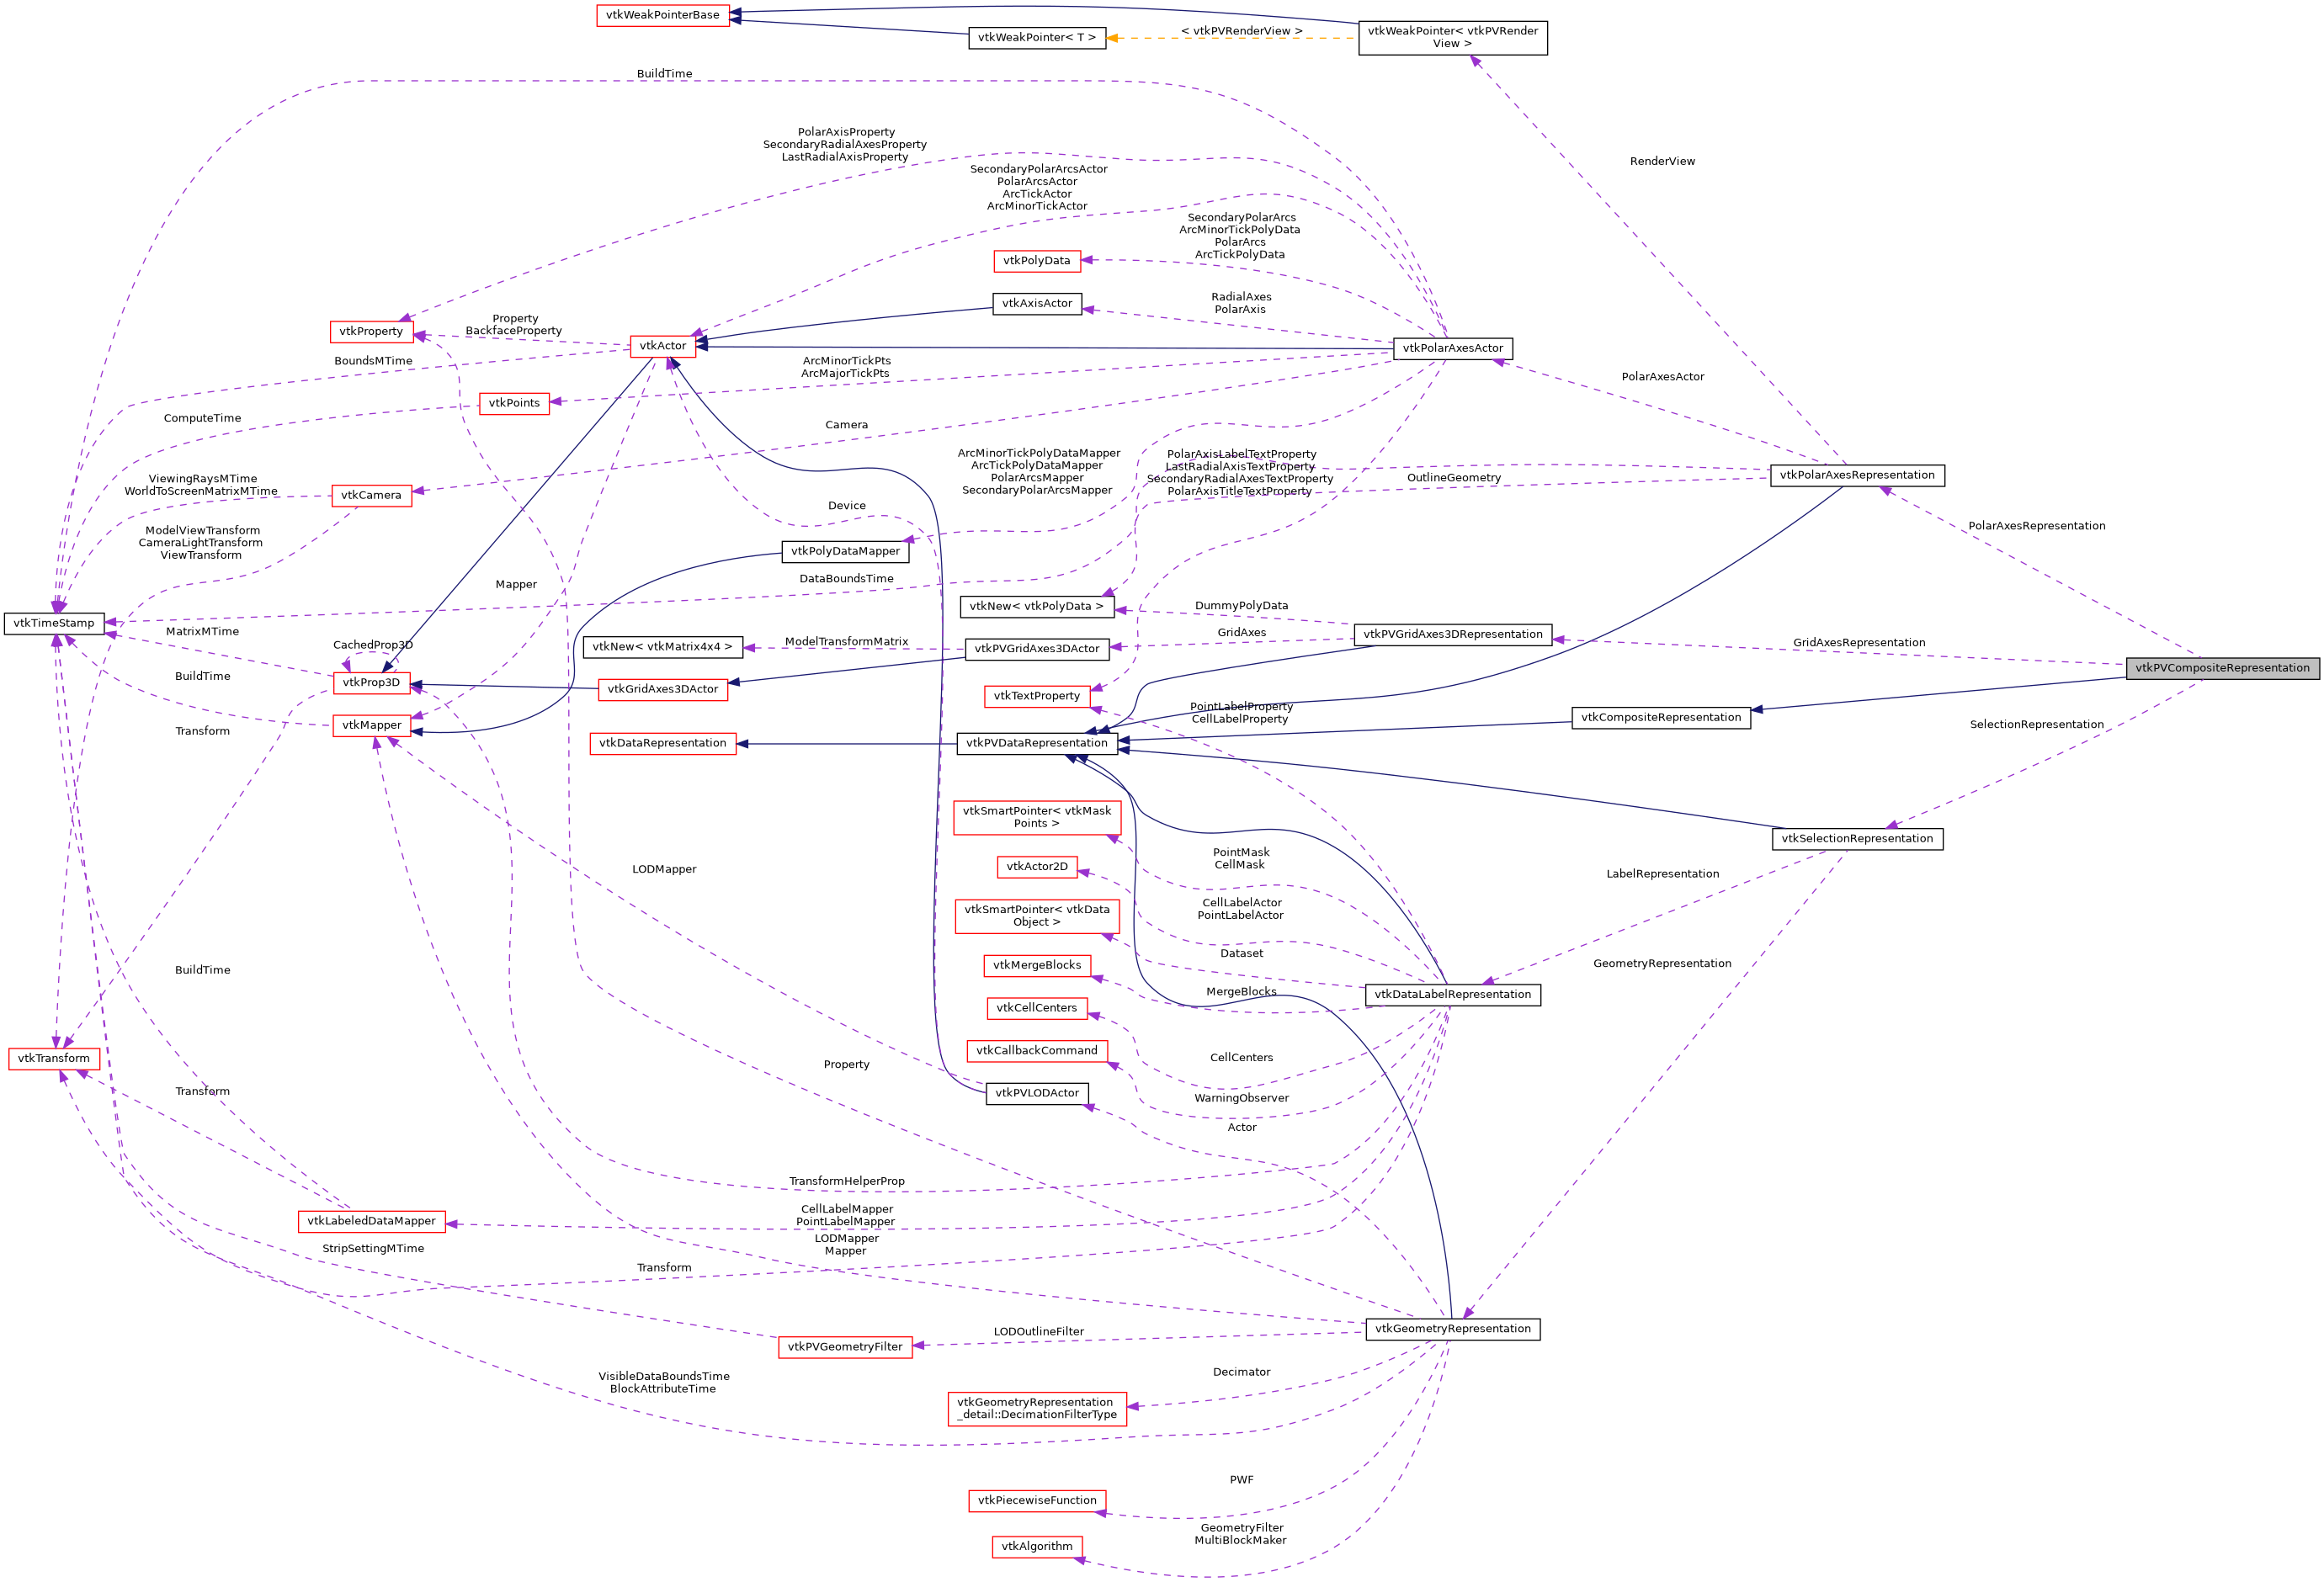 vtkWeakPointerBase
vtkWeakPointer< T >
< vtkPVRenderView >
vtkWeakPointer< vtkPVRender
View >
BuildTime
PolarAxisProperty
SecondaryRadialAxesProperty
LastRadialAxisProperty
RenderView
SecondaryPolarArcsActor
PolarArcsActor
ArcTickActor
ArcMinorTickActor
SecondaryPolarArcs
ArcMinorTickPolyData
PolarArcs
ArcTickPolyData
vtkPolyData
vtkAxisActor
RadialAxes
PolarAxis
vtkProperty
Property
BackfaceProperty
vtkActor
vtkPolarAxesActor
BoundsMTime
ArcMinorTickPts
ArcMajorTickPts
PolarAxesActor
vtkPoints
ComputeTime
Camera
ViewingRaysMTime
WorldToScreenMatrixMTime
vtkCamera
ArcMinorTickPolyDataMapper
ArcTickPolyDataMapper
PolarArcsMapper
SecondaryPolarArcsMapper
PolarAxisLabelTextProperty
LastRadialAxisTextProperty
SecondaryRadialAxesTextProperty
PolarAxisTitleTextProperty
OutlineGeometry
vtkPolarAxesRepresentation
Device
ModelViewTransform
CameraLightTransform
ViewTransform
PolarAxesRepresentation
vtkPolyDataMapper
Mapper
DataBoundsTime
vtkNew< vtkPolyData >
DummyPolyData
vtkTimeStamp
MatrixMTime
CachedProp3D
vtkNew< vtkMatrix4x4 >
ModelTransformMatrix
vtkPVGridAxes3DActor
GridAxes
vtkPVGridAxes3DRepresentation
GridAxesRepresentation
vtkPVCompositeRepresentation
BuildTime
vtkProp3D
vtkGridAxes3DActor
vtkTextProperty
PointLabelProperty
CellLabelProperty
vtkCompositeRepresentation
SelectionRepresentation
Transform
vtkMapper
vtkDataRepresentation
vtkPVDataRepresentation
vtkSmartPointer< vtkMask
Points >
vtkSelectionRepresentation
LODMapper
vtkActor2D
PointMask
CellMask
LabelRepresentation
vtkSmartPointer< vtkData
Object >
CellLabelActor
PointLabelActor
Dataset
BuildTime
vtkMergeBlocks
GeometryRepresentation
MergeBlocks
vtkDataLabelRepresentation
vtkCellCenters
vtkTransform
vtkCallbackCommand
CellCenters
Property
Transform
vtkPVLODActor
WarningObserver
Actor
TransformHelperProp
vtkLabeledDataMapper
CellLabelMapper
PointLabelMapper
StripSettingMTime
LODMapper
Mapper
Transform
vtkPVGeometryFilter
LODOutlineFilter
vtkGeometryRepresentation
VisibleDataBoundsTime
BlockAttributeTime
Decimator
vtkGeometryRepresentation
_detail::DecimationFilterType
PWF
vtkPiecewiseFunction
GeometryFilter
MultiBlockMaker
vtkAlgorithm